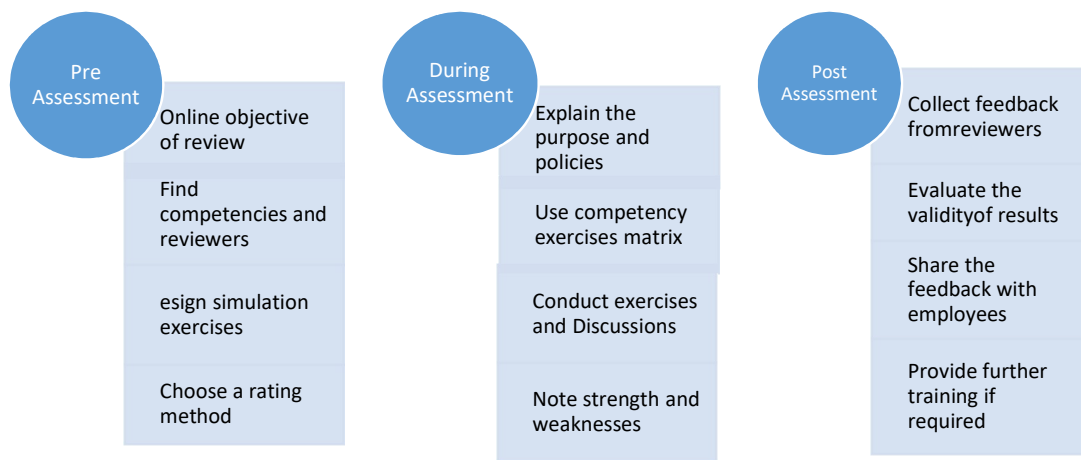 Pre
Assessment
Online objective
of review
Find
competencies and
reviewers
esign simulation
exercises
Choose a rating
method
During
Assessment
Explain the
purpose and
policies
Use competency
exercises matrix
Conduct exercises
and Discussions
Note strength and
weaknesses
Post
Assessment
Collect feedback
fromreviewers
Evaluate the
validityof results
Share the
feedback with
employees
Provide further
training if
required